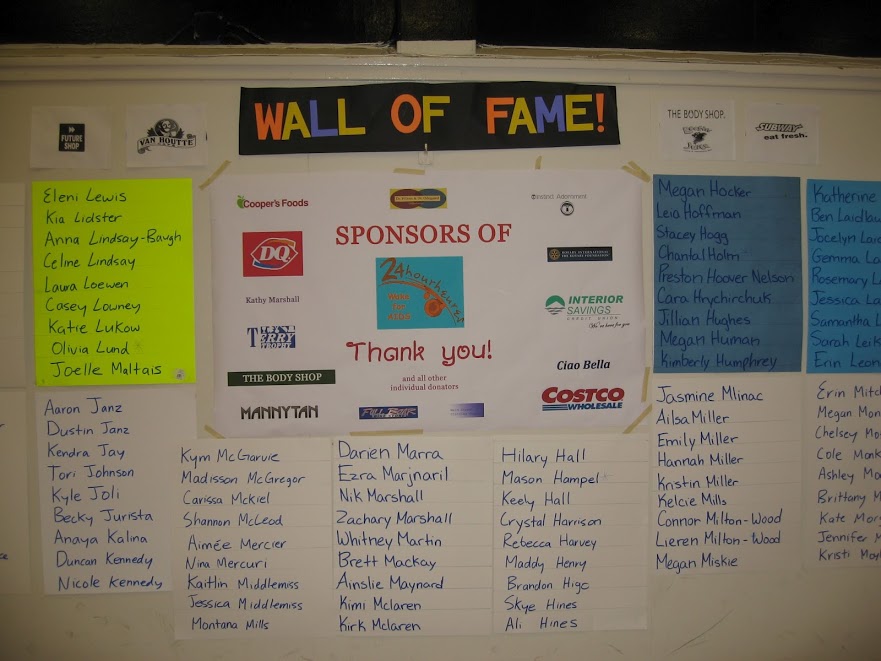 WALL OF FAME!
FUTURE SHOP
VAN HOUTTE
THE BODY SHOP.
SUBWAY
eat fresh.
Cooper's Foods
DQ
Kathy Marshall
THE BODY SHOP
MANNYTAN
SPONSORS OF
24hourheures
Thank you!
and all other
individual donators
FULL BOAR
ROTARY INTERNATIONAL
INTERIOR
SAVINGS
CREDIT UNION
Ciao Bella
COSTCO
WHOLESALE
Eleni Lewis
Kia Lidster
Anna Lindsay-Baugh
Celine Lindsay
Laura Loewen
Casey Lowney
Katie Lukow
Olivia Lund
Joelle Maltais
Aaron Janz
Dustin Janz
Kendra Jay
Tori Johnson
Kyle Joli
Becky Jurista
Anaya Kalina
Duncan Kennedy
Nicole Kennedy
Kym McGarvie
Madisson McGregor
Carissa Mckiel
Shannon McLeod
Aimée Mercier
Nina Mercuri
Kaitlin Middlemiss
Jessica Middlemiss
Montana Mills
Darien Marra
Ezra Marjnaril
Nik Marshall
Zachary Marshall
Whitney Martin
Brett Mackay
Ainslie Maynard
Kimi Mclaren
Kirk Mclaren
Hilary Hall
Mason Hampel
Keely Hall
Crystal Harrison
Rebecca Harvey
Maddy Henry
Brandon Higo
Skye Hines
Ali Hines
Megan Hocker
Leia Hoffman
Stacey Hogg
Chantal Holm
Preston Hoover Nelson
Cara Hrychirchuk
Jillian Hughes
Megan Human
Kimberly Humphrey
Jasmine Mlinac
Ailsa Miller
Emily Miller
Hannah Miller
Kristin Miller
Kelcie Mills
Connor Milton-Wood
Lieren Milton-Wood
Megan Miskie
Katherine
Ben Laidlaw
Jocelyn
Gemma
Rosemary
Jessica
Samantha
Sarah
Erin
Erin
Megan
Chelsey
Cole
Ashley
Brittany
Kate
Jennifer
Kristi